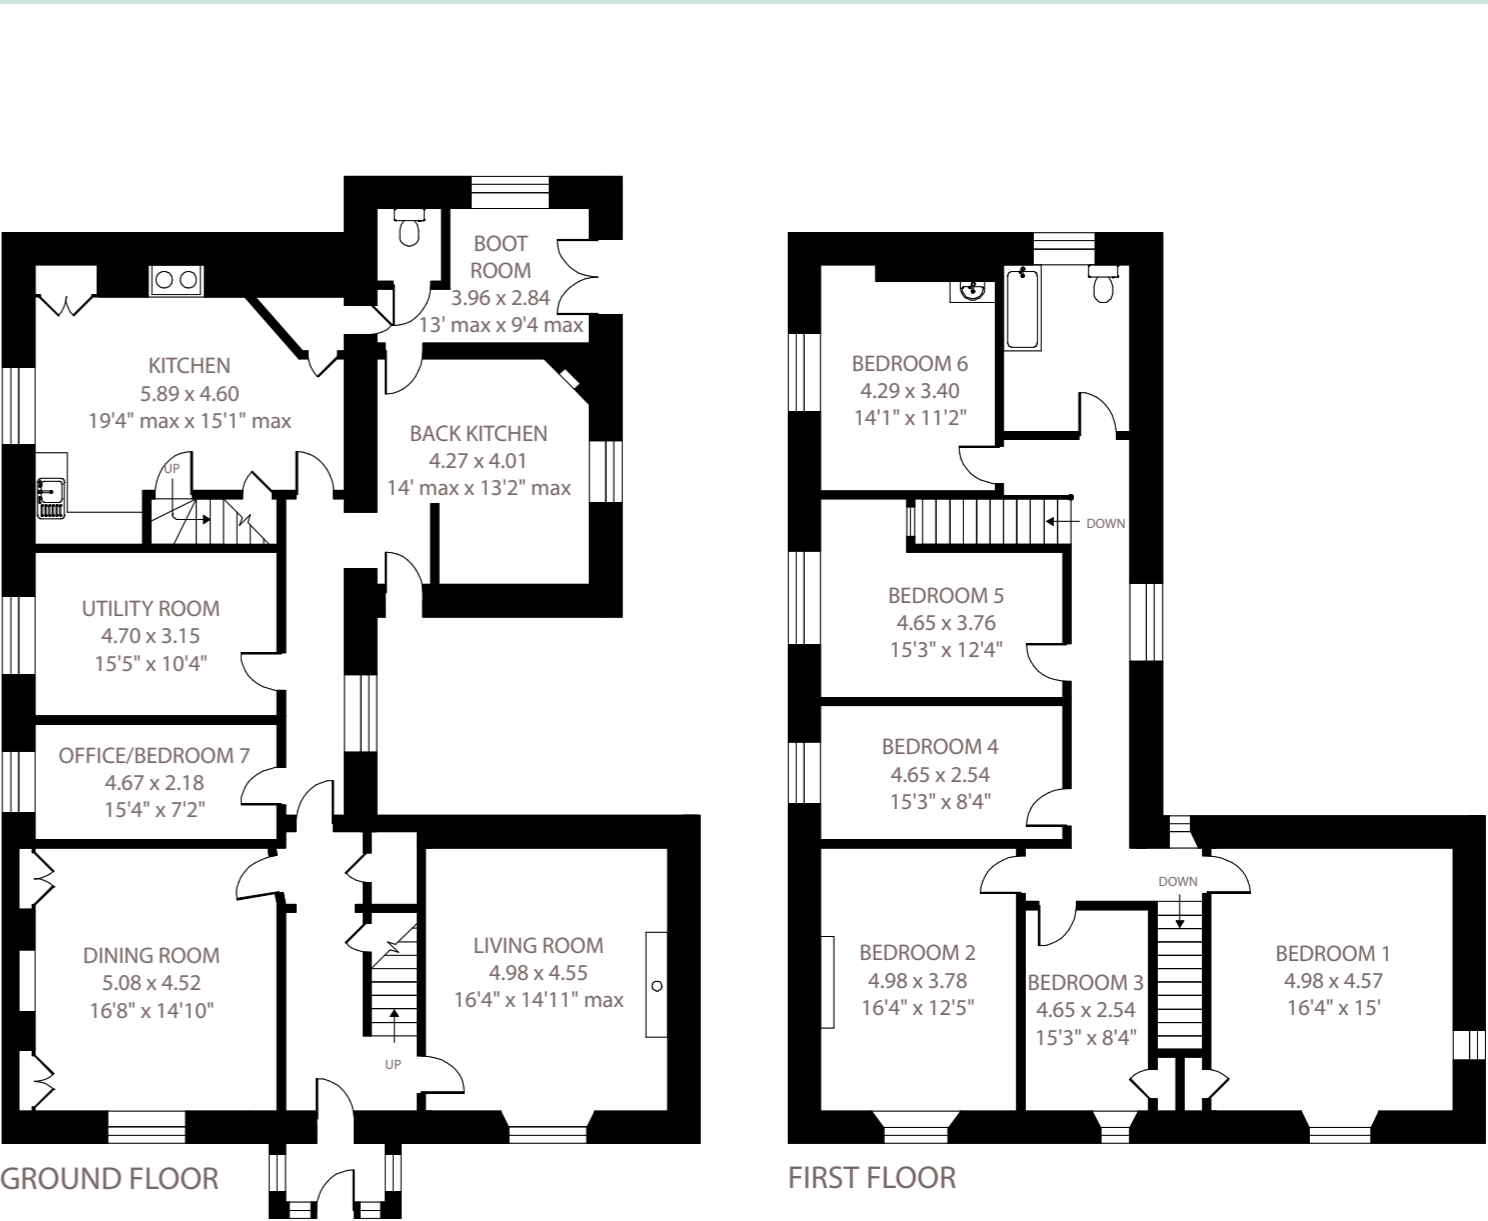 BOOT
ROOM
3.96 x 2.84
13' max x 9'4 max
KITCHEN
5.89 x 4.60
19'4" max x 15'1" max
BACK KITCHEN
4.27 x 4.01
14' max x 13'2" max
UP
UTILITY ROOM
4.70 x 3.15
15'5" x 10'4"
OFFICE/BEDROOM 7
4.67 x 2.18
15'4" x 7'2"
DINING ROOM
5.08 x 4.52
16'8" x 14'10"
LIVING ROOM
4.98 x 4.55
16'4" x 14'11" max
UP
GROUND FLOOR
BEDROOM 6
4.29 x 3.40
14'1" x 11'2"
DOWN
BEDROOM 5
4.65 x 3.76
15'3" x 12'4"
BEDROOM 4
4.65 x 2.54
15'3" x 8'4"
DOWN
BEDROOM 2
4.98 x 3.78
16'4" x 12'5"
BEDROOM 3
4.65 x 2.54
15'3" x 8'4"
BEDROOM 1
4.98 x 4.57
16'4" x 15'
FIRST FLOOR